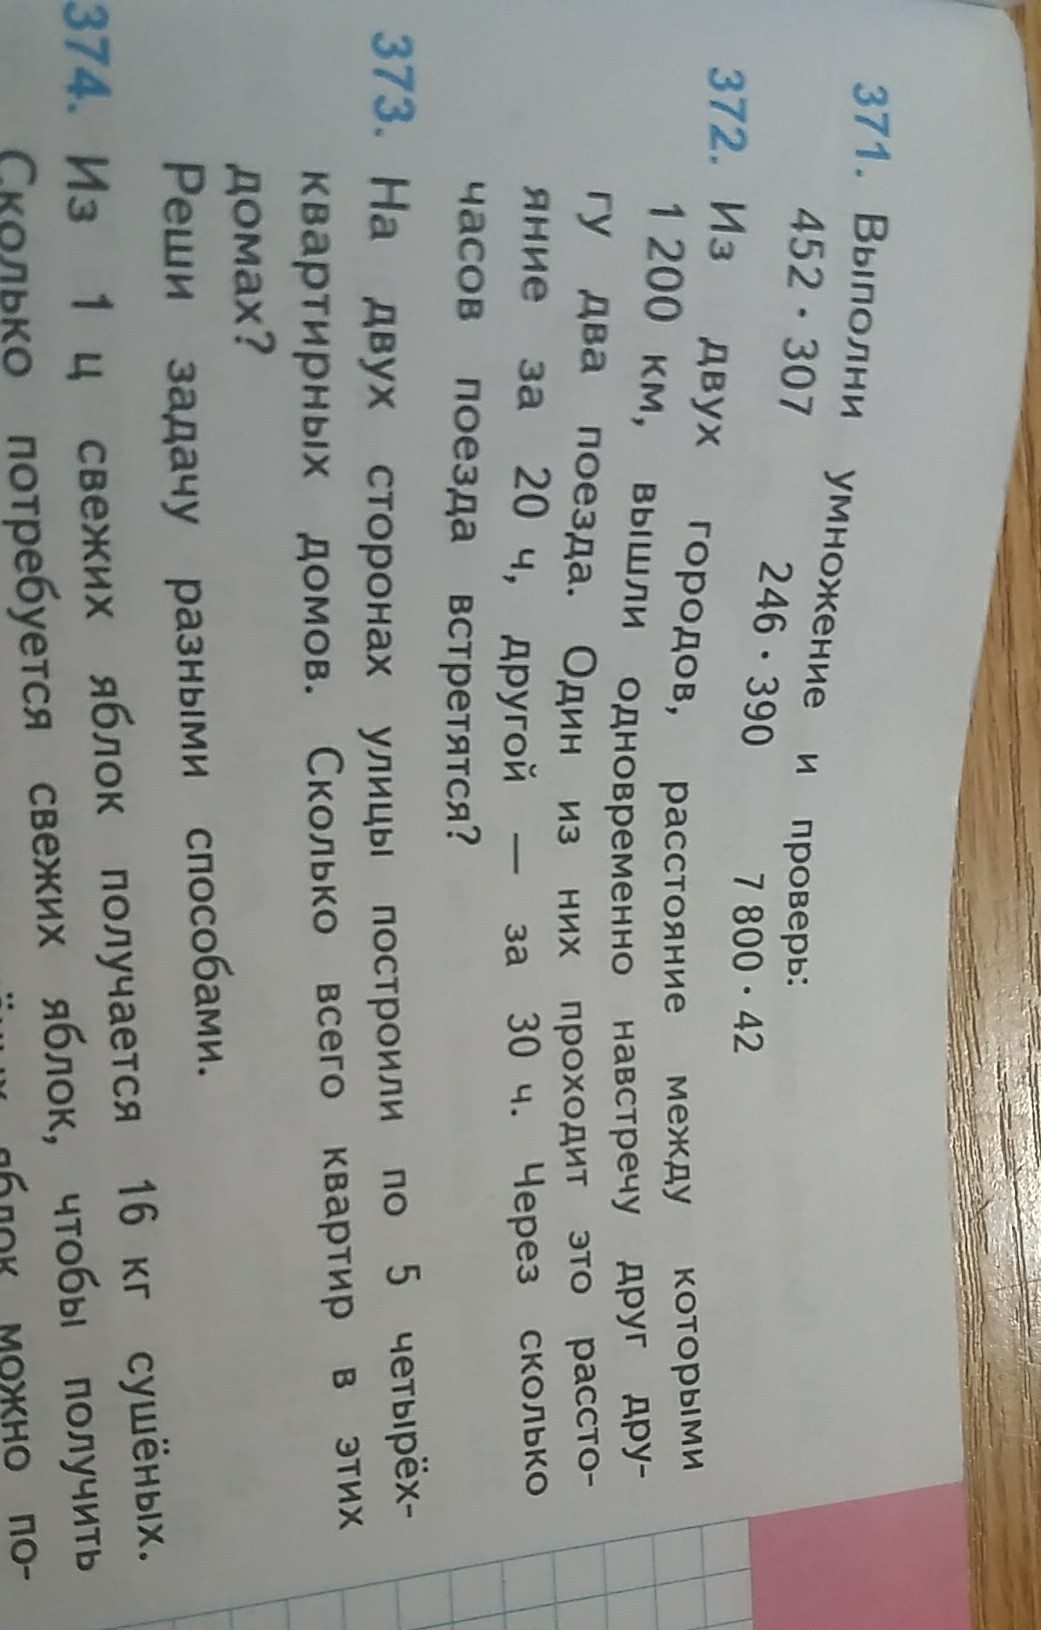 371. Выполни умножение и проверь:
452 · 307 246 · 390 7 800 · 42
372. Из двух городов, расстояние между которыми
1 200 км, вышли одновременно навстречу друг дру-
гу два поезда. Один из них проходит это рассто-
яние за 20 ч, другой — за 30 ч. Через сколько
часов поезда встретятся?
373. На двух сторонах улицы построили по 5 четырёх-
квартирных домов. Сколько всего квартир в этих
домах?
Реши задачу разными способами.
374. Из 1 ц свежих яблок получается 16 кг сушёных.
Сколько потребуется свежих яблок, чтобы получить
яблок можно по-